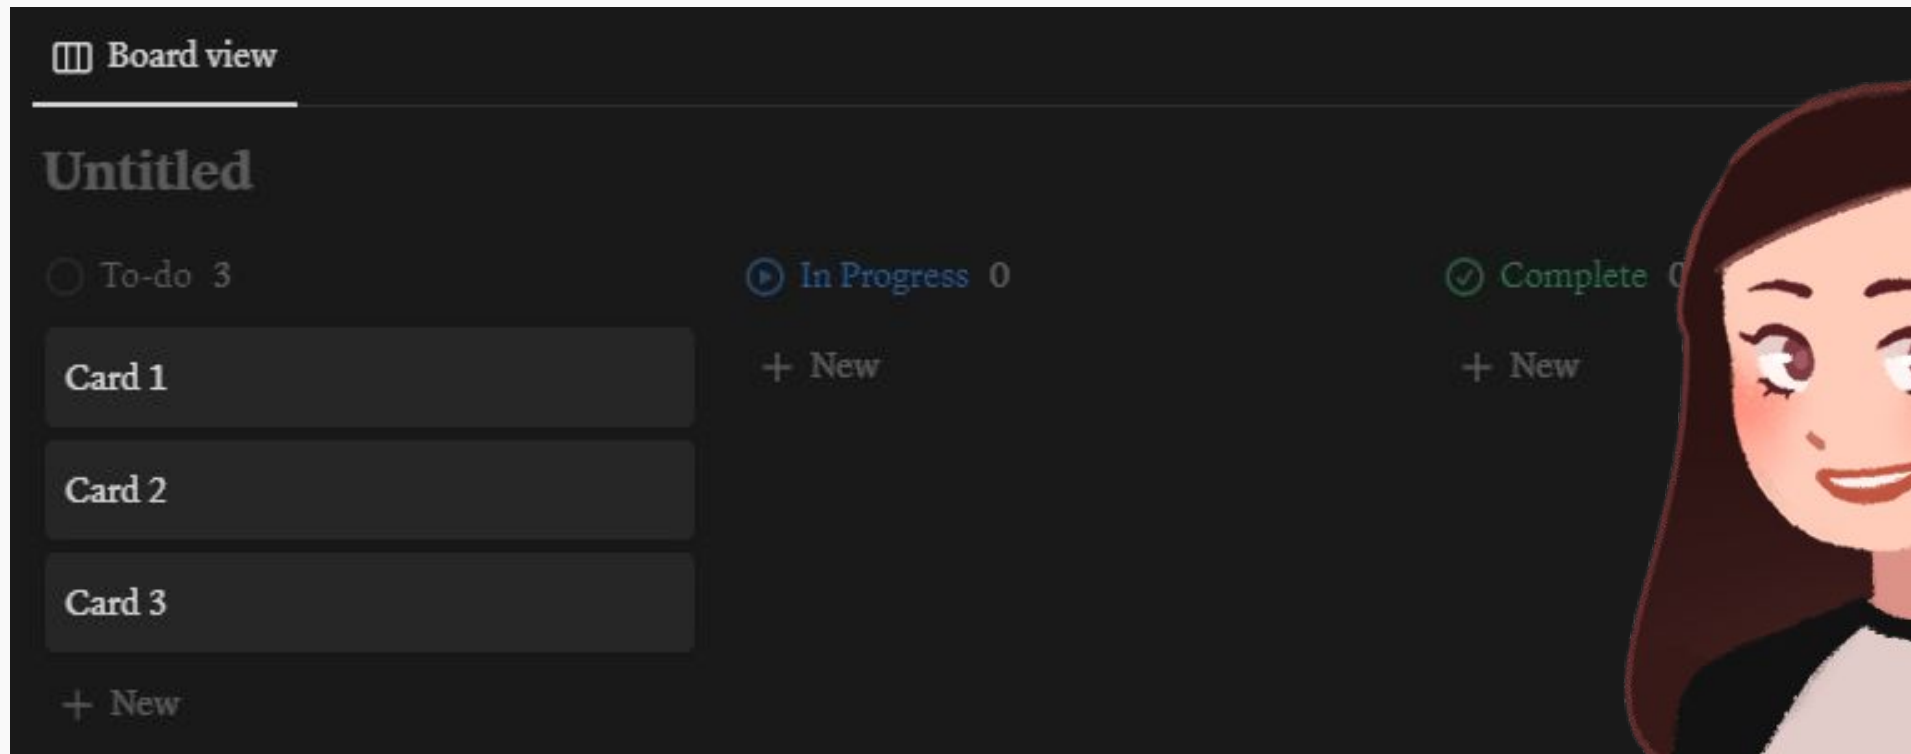 Board view
Untitled
To-do 3
In Progress 0
Complete 0
Card 1
+ New
+ New
Card 2
Card 3
+ New